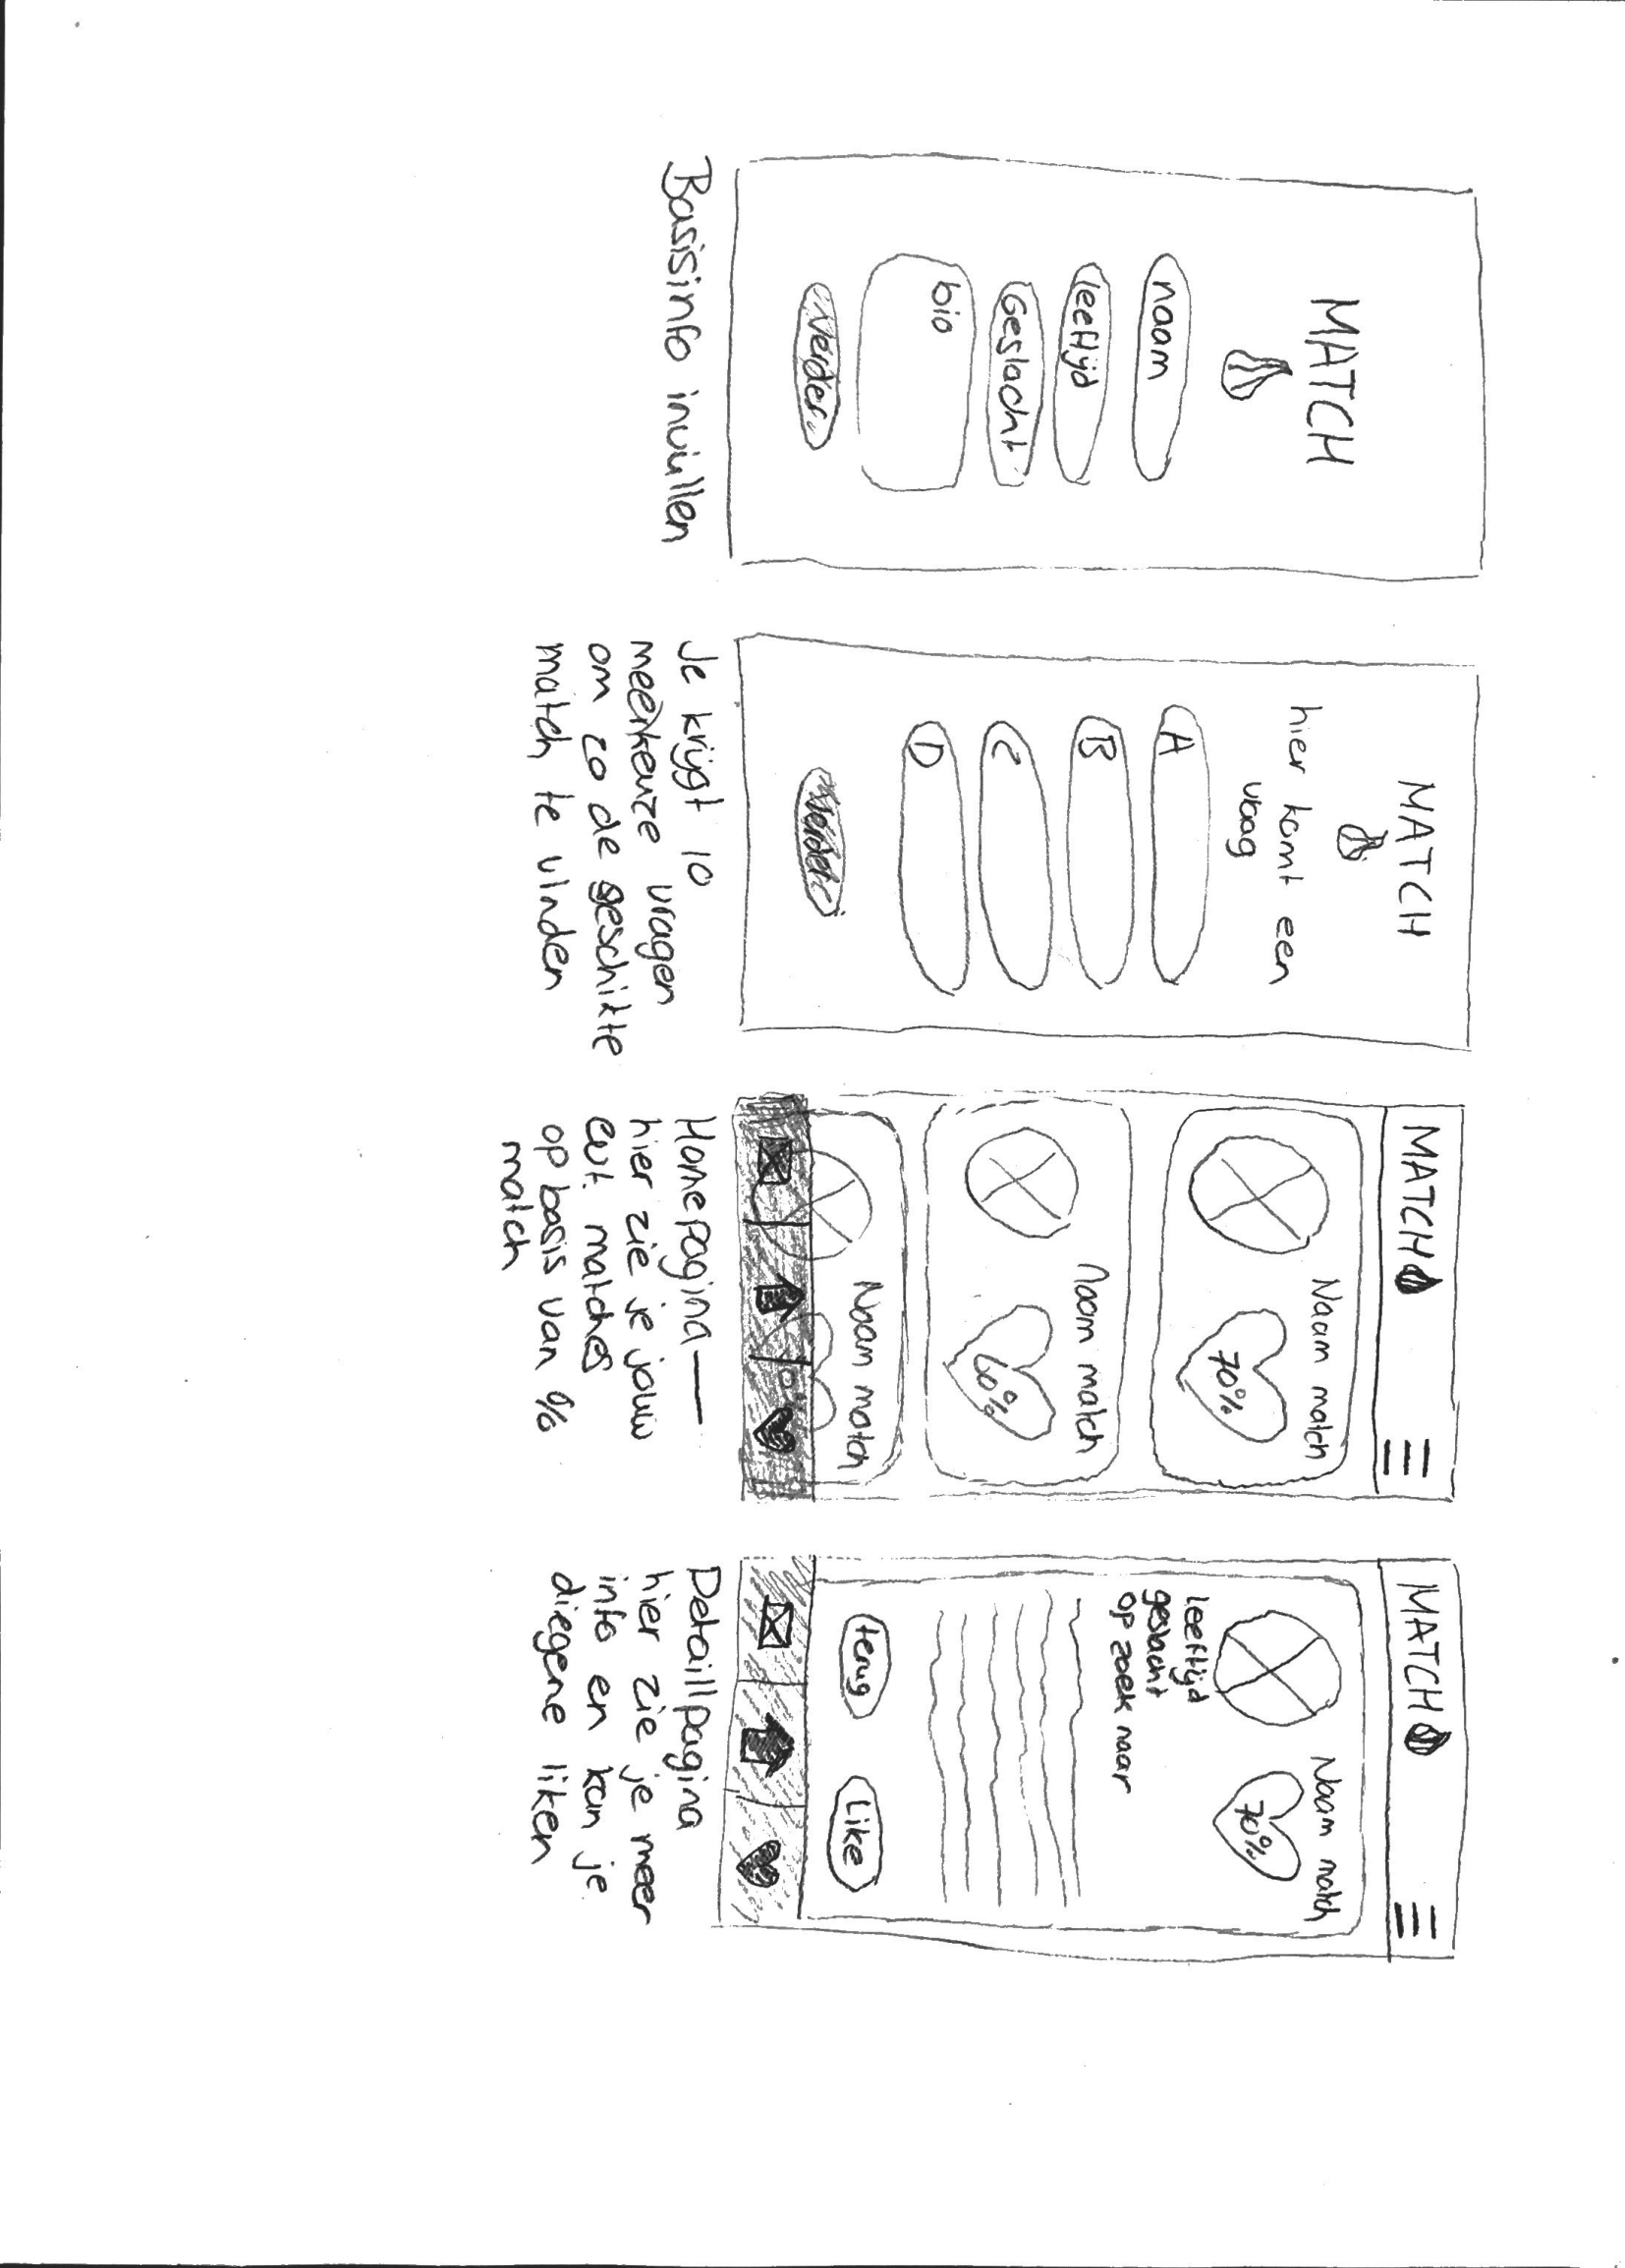 MATCH
naam
leeftijd
Geslacht
bio
Verder
Basisinfo invullen
MATCH
hier komt een
vraag
A
B
C
D
Verder
Je krijgt 10
meerkeuze vragen
om zo de geschikte
match te vinden
MATCH
Naam match
70%
Naam match
60%
Naam match
Homepagina
hier zie je jouw
evt. matches
op basis van %
match
MATCH
Naam match
70%
leeftijd
geslacht
op zoek naar
terug
Like
Detaillpagina
hier zie je meer
info en kan je
diegene liken